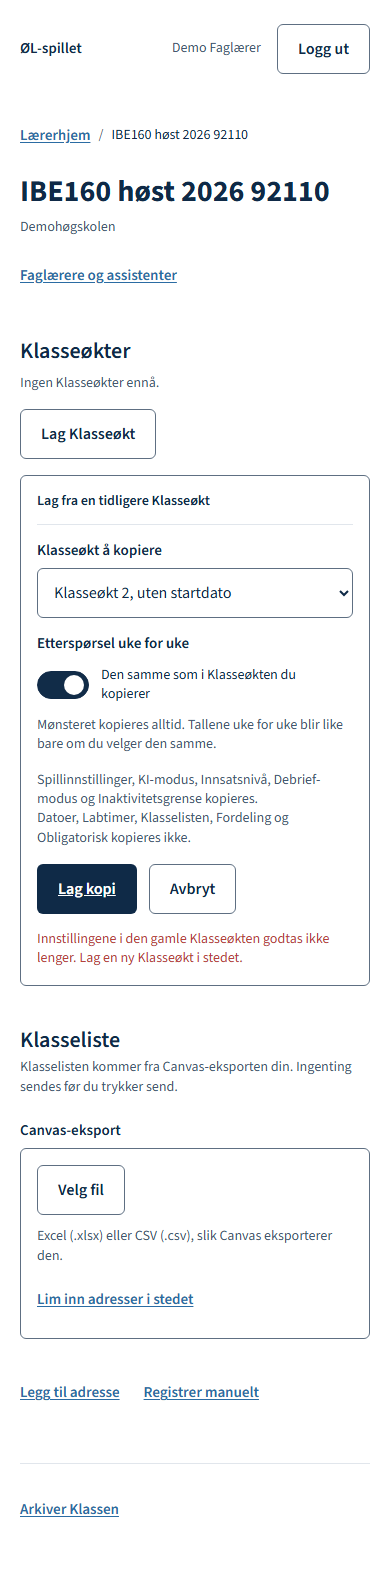 ØL-spillet
Demo Faglærer
Logg ut
Lærerhjem / IBE160 høst 2026 92110
IBE160 høst 2026 92110
Demohøgskolen
Faglærere og assistenter
Klasseøkter
Ingen Klasseøkter ennå.
Lag Klasseøkt
Lag fra en tidligere Klasseøkt
Klasseøkt å kopiere
Klasseøkt 2, uten startdato
Etterspørsel uke for uke
Den samme som i Klasseøkten du
kopierer
Mønsteret kopieres alltid. Tallene uke for uke blir like
bare om du velger den samme.
Spillinnstillinger, KI-modus, Innsatsnivå, Debrief-
modus og Inaktivitetsgrense kopieres.
Datoer, Labtimer, Klasselisten, Fordeling og
Obligatorisk kopieres ikke.
Lag kopi
Avbryt
Innstillingene i den gamle Klasseøkten godtas ikke
lenger. Lag en ny Klasseøkt i stedet.
Klasseliste
Klasselisten kommer fra Canvas-eksporten din. Ingenting
sendes før du trykker send.
Canvas-eksport
Velg fil
Excel (.xlsx) eller CSV (.csv), slik Canvas eksporterer
den.
Lim inn adresser i stedet
Legg til adresse
Registrer manuelt
Arkiver Klassen